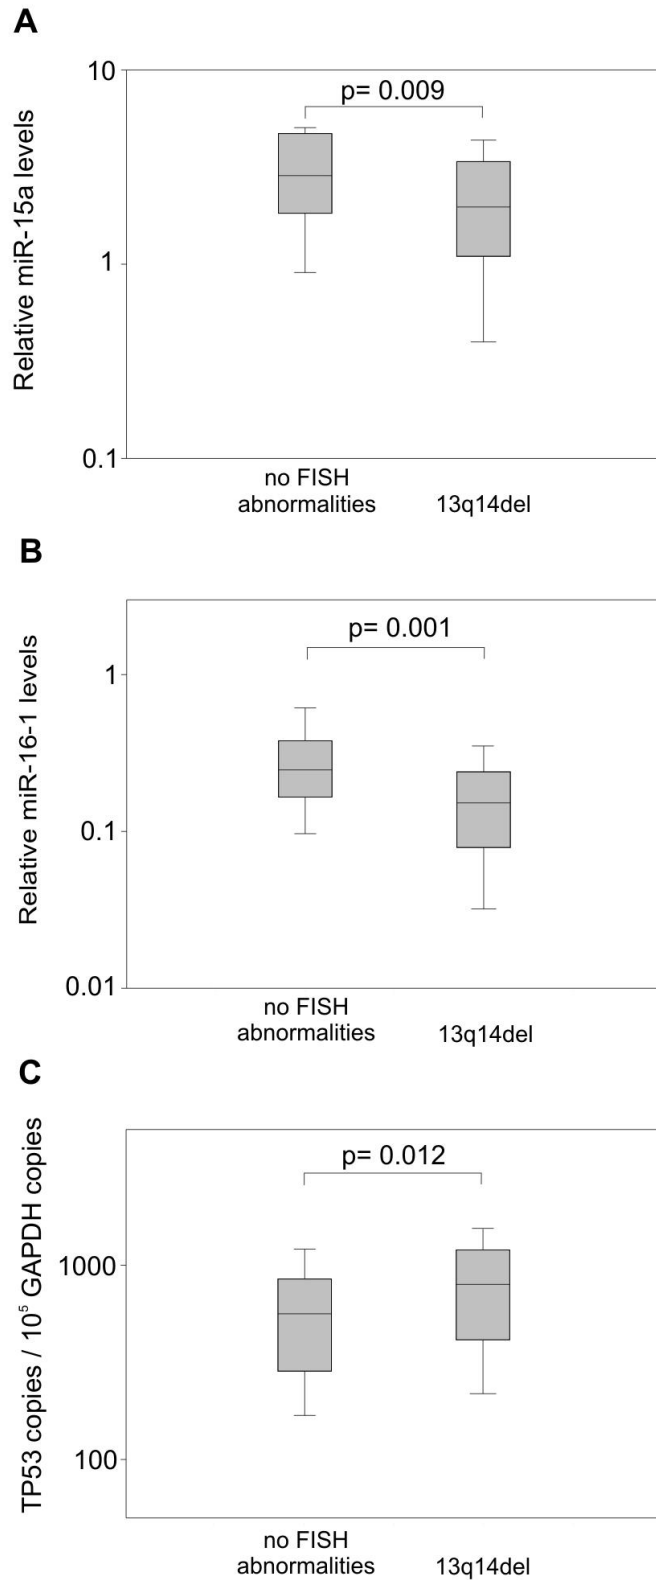 A
Relative miR-15a levels
10
1
0.1
p= 0.009
no FISH
abnormalities
13q14del
B
Relative miR-16-1 levels
1
0.1
0.01
p= 0.001
no FISH
abnormalities
13q14del
C
TP53 copies / 10⁵ GAPDH copies
1000
100
p= 0.012
no FISH
abnormalities
13q14del